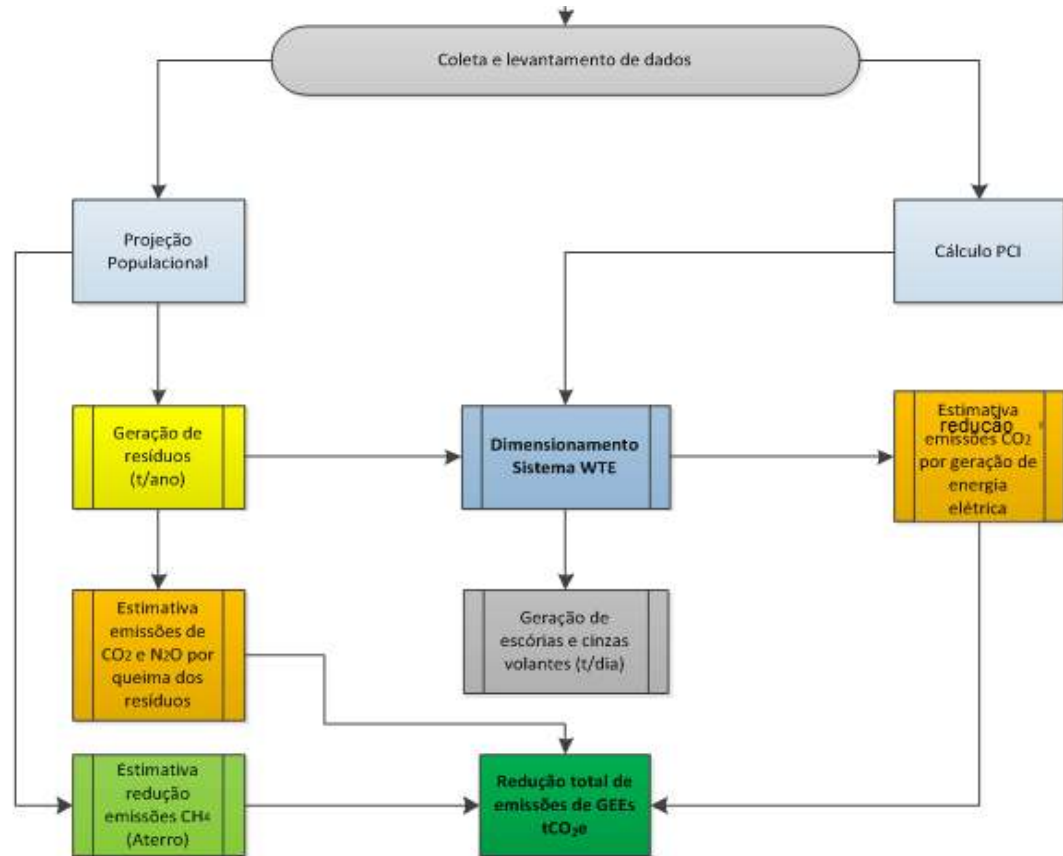 Coleta e levantamento de dados
Projeção
Populacional
Cálculo PCI
Geração de
resíduos
(t/ano)
Dimensionamento
Sistema WTE
Estimativa
redução
emissões CO2
por geração de
energia
elétrica
Estimativa
emissões de
CO2 e N2O por
queima dos
resíduos
Geração de
escórias e cinzas
volantes (t/dia)
Estimativa
redução
emissões CH4
(Aterro)
Redução total de
emissões de GEEs
tCO2e